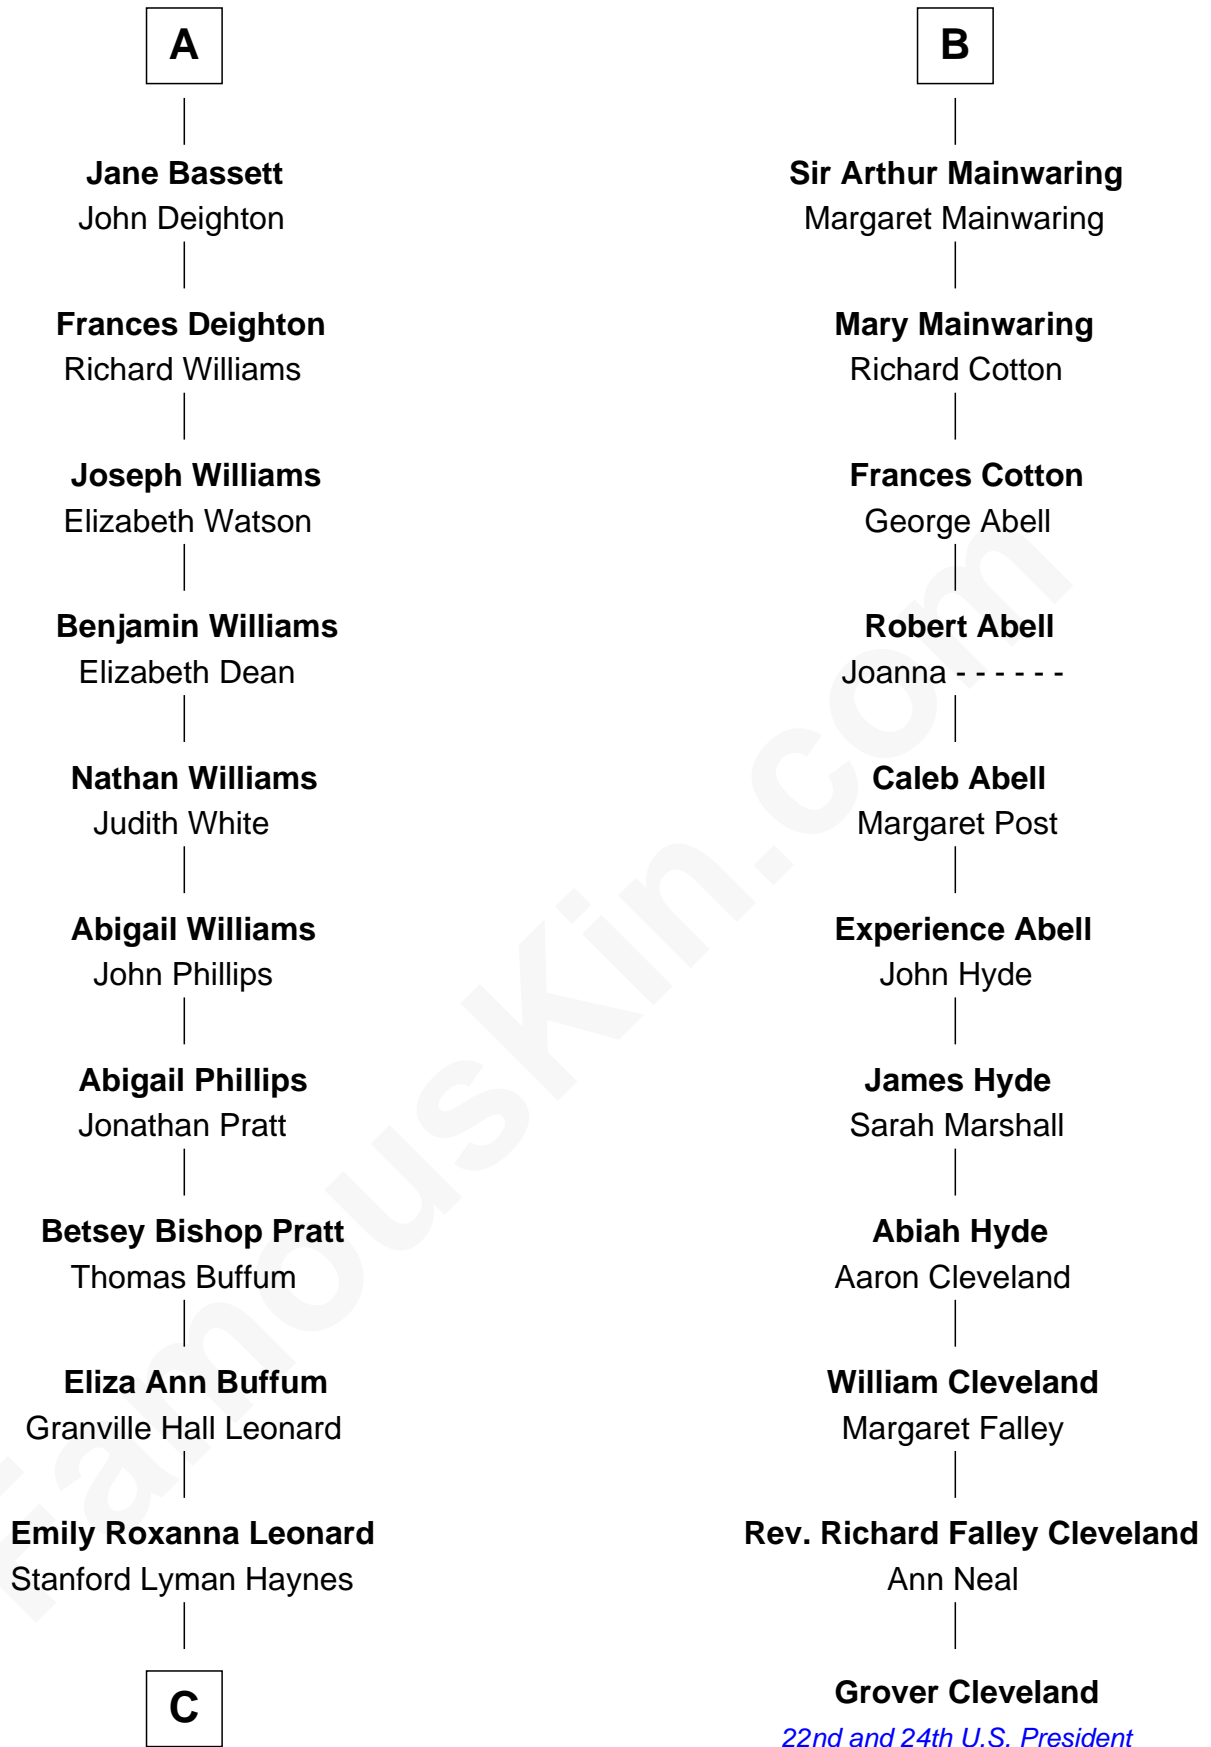 A
Jane Bassett
John Deighton
Frances Deighton
Richard Williams
Joseph Williams
Elizabeth Watson
Benjamin Williams
Elizabeth Dean
Nathan Williams
Judith White
Abigail Williams
John Phillips
Abigail Phillips
Jonathan Pratt
Betsey Bishop Pratt
Thomas Buffum
Eliza Ann Buffum
Granville Hall Leonard
Emily Roxanna Leonard
Stanford Lyman Haynes
C
B
Sir Arthur Mainwaring
Margaret Mainwaring
Mary Mainwaring
Richard Cotton
Frances Cotton
George Abell
Robert Abell
Joanna - - - - - -
Caleb Abell
Margaret Post
Experience Abell
John Hyde
James Hyde
Sarah Marshall
Abiah Hyde
Aaron Cleveland
William Cleveland
Margaret Falley
Rev. Richard Falley Cleveland
Ann Neal
Grover Cleveland
22nd and 24th U.S. President
FamousKin.com